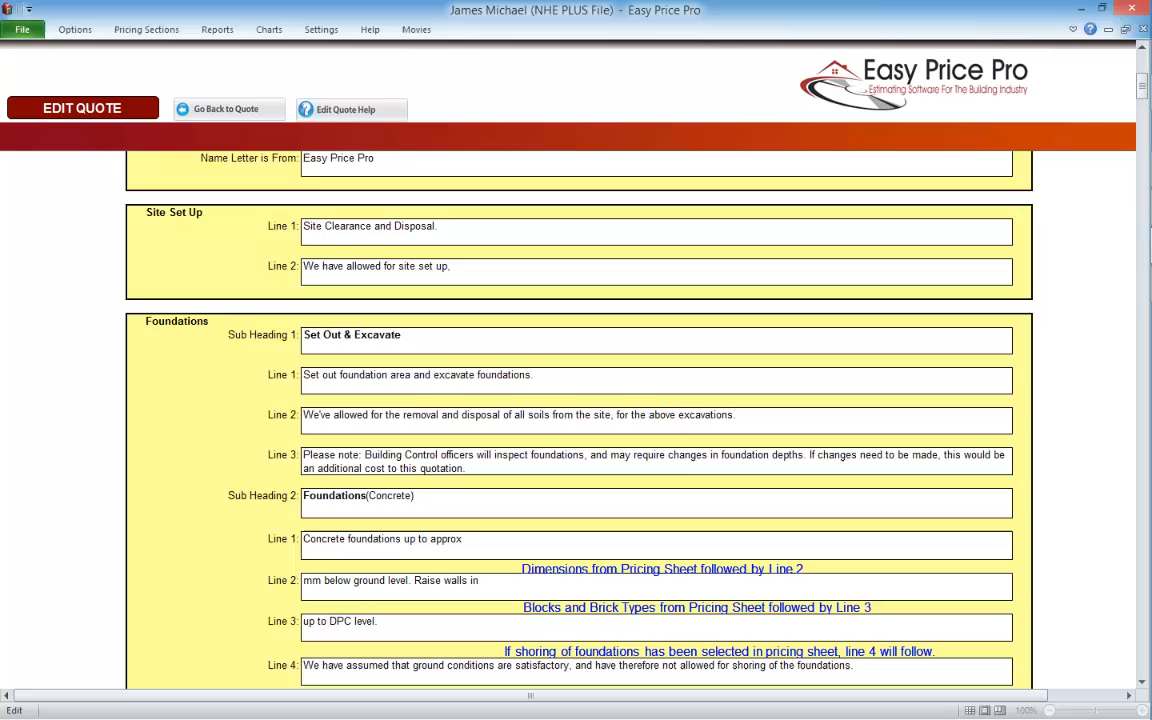 James Michael (NHE PLUS File) - Easy Price Pro
File Options Pricing Sections Reports Charts Settings Help Movies
Easy Price Pro
Estimating Software For The Building Industry
EDIT QUOTE
Go Back to Quote
Edit Quote Help
Name Letter is From: Easy Price Pro
Site Set Up
Line 1: Site Clearance and Disposal.
Line 2: We have allowed for site set up,
Foundations
Sub Heading 1: Set Out & Excavate
Line 1: Set out foundation area and excavate foundations.
Line 2: We've allowed for the removal and disposal of all soils from the site, for the above excavations.
Line 3: Please note: Building Control officers will inspect foundations, and may require changes in foundation depths. If changes need to be made, this would be
an additional cost to this quotation.
Sub Heading 2: Foundations(Concrete)
Line 1: Concrete foundations up to approx
Dimensions from Pricing Sheet followed by Line 2
Line 2: mm below ground level. Raise walls in
Blocks and Brick Types from Pricing Sheet followed by Line 3
Line 3: up to DPC level.
If shoring of foundations has been selected in pricing sheet, line 4 will follow.
Line 4: We have assumed that ground conditions are satisfactory, and have therefore not allowed for shoring of the foundations.
Edit
100%